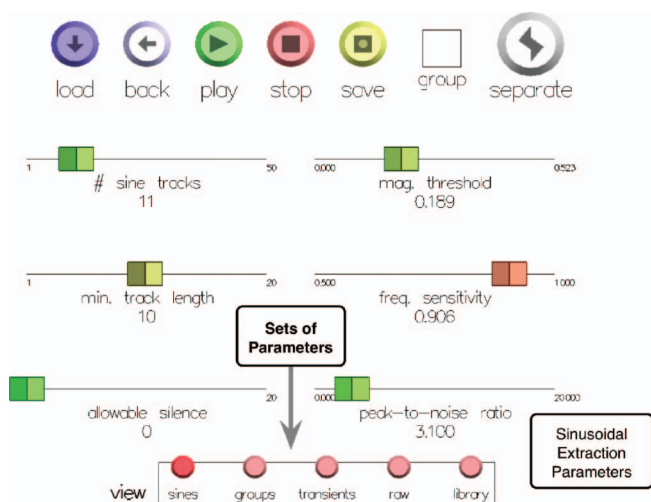 load back play stop save group separate
1 50 0.000 0.523
# sine tracks mag. threshold
11 0.189
1 20 0.500 1.000
min. track length freq. sensitivity
10 0.906
Sets of
Parameters
20 0.000 20.000
allowable silence peak-to-noise ratio
0 3.100
Sinusoidal
Extraction
Parameters
view sines groups transients raw library